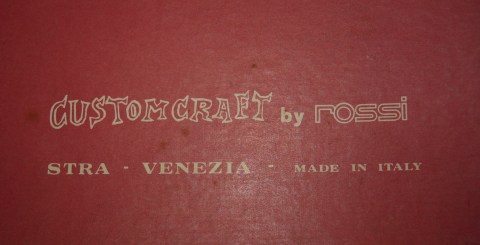 CUSTOMCRAFT by rossi
STRA - VENEZIA - MADE IN ITALY